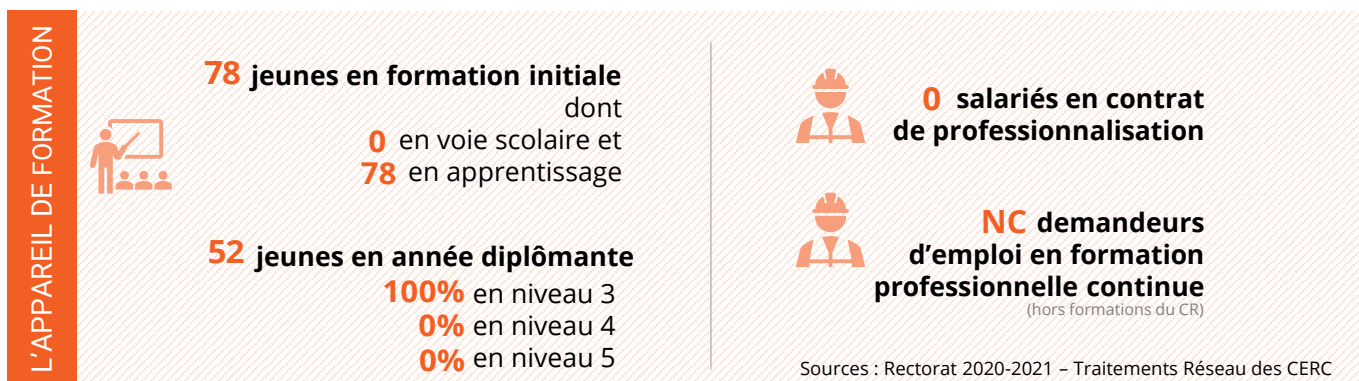 L'APPAREIL DE FORMATION
78 jeunes en formation initiale
dont
0 en voie scolaire et
78 en apprentissage
52 jeunes en année diplômante
100% en niveau 3
0% en niveau 4
0% en niveau 5
0 salariés en contrat
de professionnalisation
NC demandeurs
d’emploi en formation
professionnelle continue
(hors formations du CR)
Sources : Rectorat 2020-2021 – Traitements Réseau des CERC